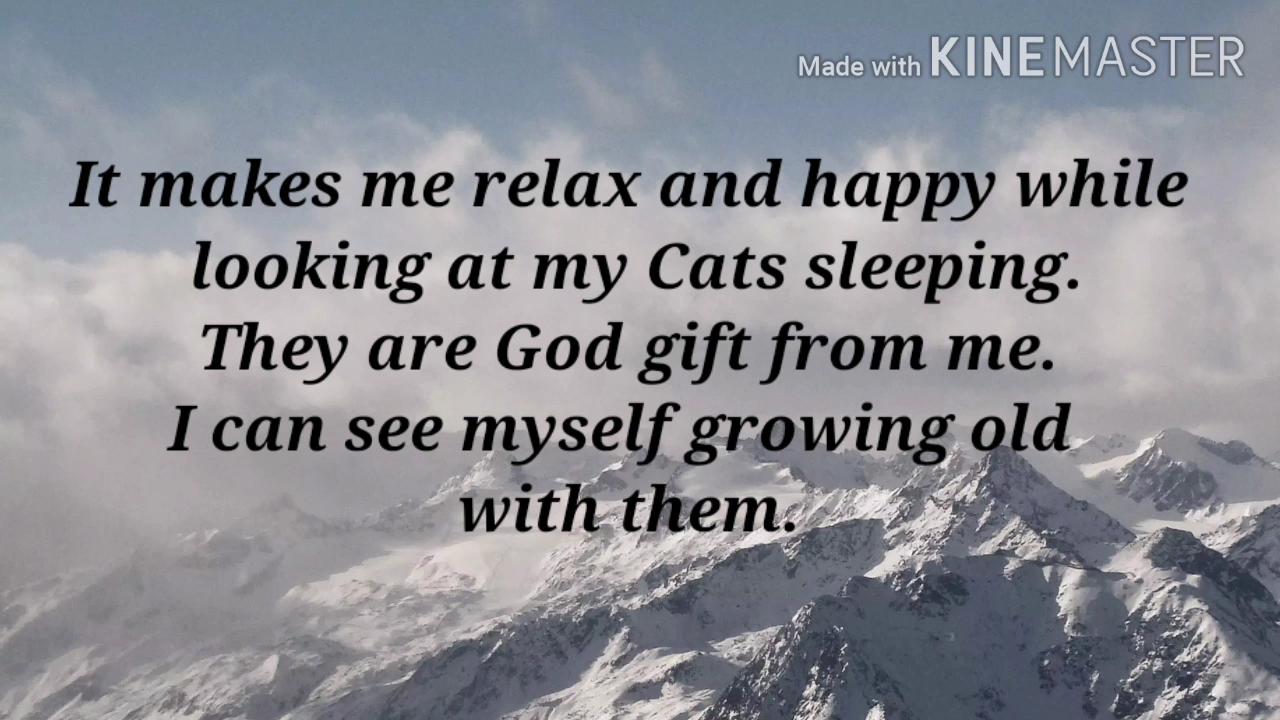 Made with KINEMASTER
It makes me relax and happy while
looking at my Cats sleeping.
They are God gift from me.
I can see myself growing old
with them.